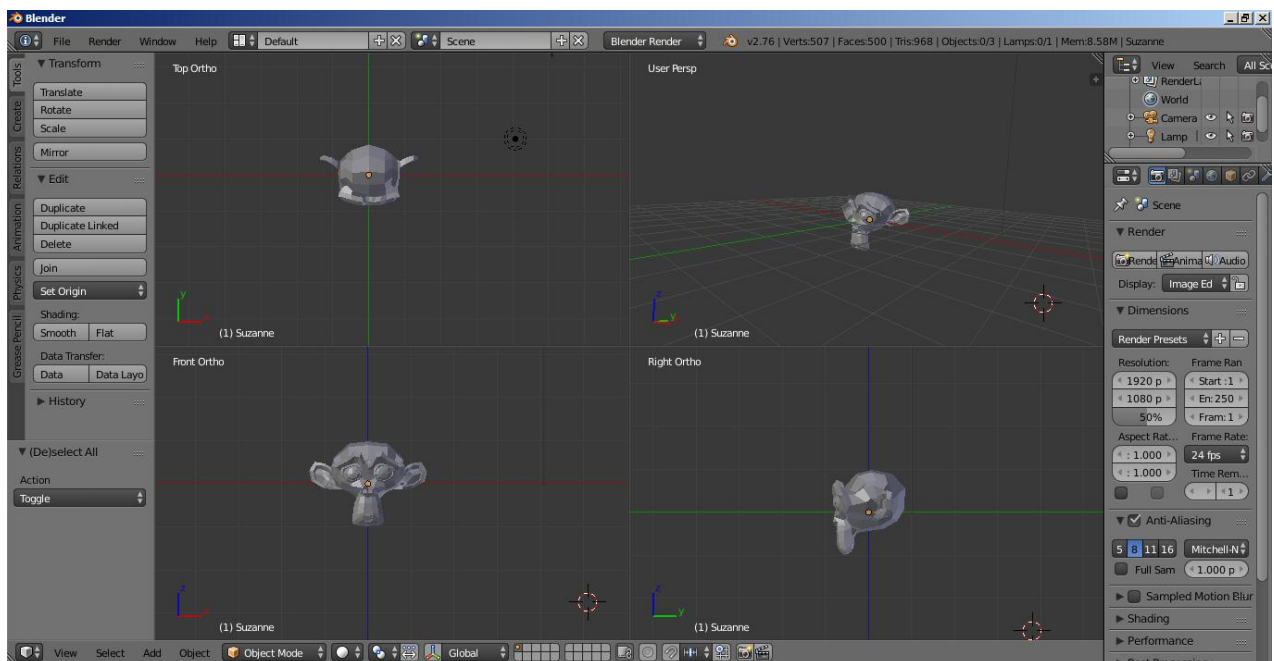 Blender
File Render Window Help Default Scene Blender Render v2.76 | Verts:507 | Faces:500 | Tris:968 | Objects:0/3 | Lamps:0/1 | Mem:8.58M | Suzanne
Tools
Create
Relations
Animation
Physics
Grease Pencil
Transform
Translate
Rotate
Scale
Mirror
Edit
Duplicate
Duplicate Linked
Delete
Join
Set Origin
Shading:
Smooth Flat
Data Transfer:
Data Data Layo
History
(De)select All
Action
Toggle
Top Ortho
y
x
(1) Suzanne
User Persp
z
y
(1) Suzanne
Front Ortho
z
x
(1) Suzanne
Right Ortho
z
y
(1) Suzanne
View Select Add Object Object Mode Global
View Search All Sc
RenderLa
World
Camera
Lamp
Scene
Render
Rende Anima Audio
Display: Image Ed
Dimensions
Render Presets
Resolution: Frame Ran
1920 p Start :1
1080 p En: 250
50% Fram: 1
Aspect Rat... Frame Rate:
: 1.000 24 fps
: 1.000 Time Rem...
1
Anti-Aliasing
5 8 11 16 Mitchell-N
Full Sam 1.000 p
Sampled Motion Blur
Shading
Performance